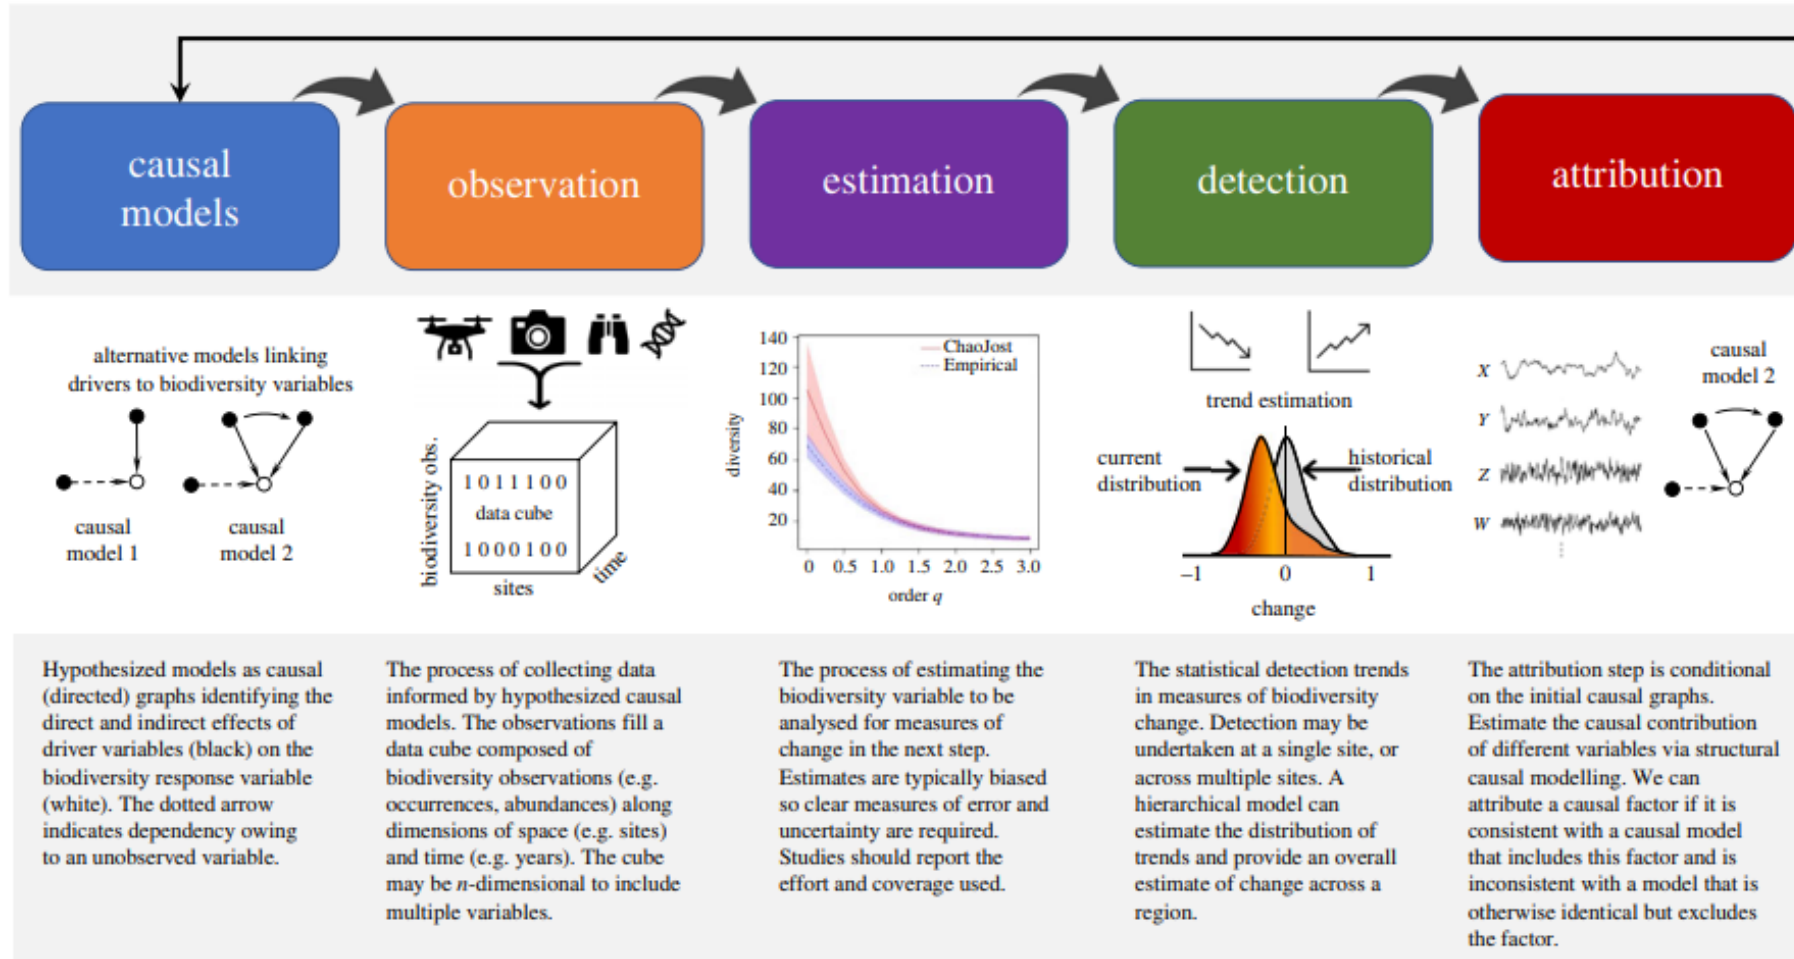 causal
models
observation
estimation
detection
attribution
alternative models linking
drivers to biodiversity variables
causal
model 1
causal
model 2
biodiversity obs.
1 0 1 1 1 0 0
data cube
1 0 0 0 1 0 0
sites
time
diversity
140
120
100
80
60
40
20
ChaoJost
Empirical
0 0.5 1.0 1.5 2.0 2.5 3.0
order q
trend estimation
current
distribution
historical
distribution
–1 0 1
change
X
Y
Z
W
causal
model 2
Hypothesized models as causal
(directed) graphs identifying the
direct and indirect effects of
driver variables (black) on the
biodiversity response variable
(white). The dotted arrow
indicates dependency owing
to an unobserved variable.
The process of collecting data
informed by hypothesized causal
models. The observations fill a
data cube composed of
biodiversity observations (e.g.
occurrences, abundances) along
dimensions of space (e.g. sites)
and time (e.g. years). The cube
may be n-dimensional to include
multiple variables.
The process of estimating the
biodiversity variable to be
analysed for measures of
change in the next step.
Estimates are typically biased
so clear measures of error and
uncertainty are required.
Studies should report the
effort and coverage used.
The statistical detection trends
in measures of biodiversity
change. Detection may be
undertaken at a single site, or
across multiple sites. A
hierarchical model can
estimate the distribution of
trends and provide an overall
estimate of change across a
region.
The attribution step is conditional
on the initial causal graphs.
Estimate the causal contribution
of different variables via structural
causal modelling. We can
attribute a causal factor if it is
consistent with a causal model
that includes this factor and is
inconsistent with a model that is
otherwise identical but excludes
the factor.